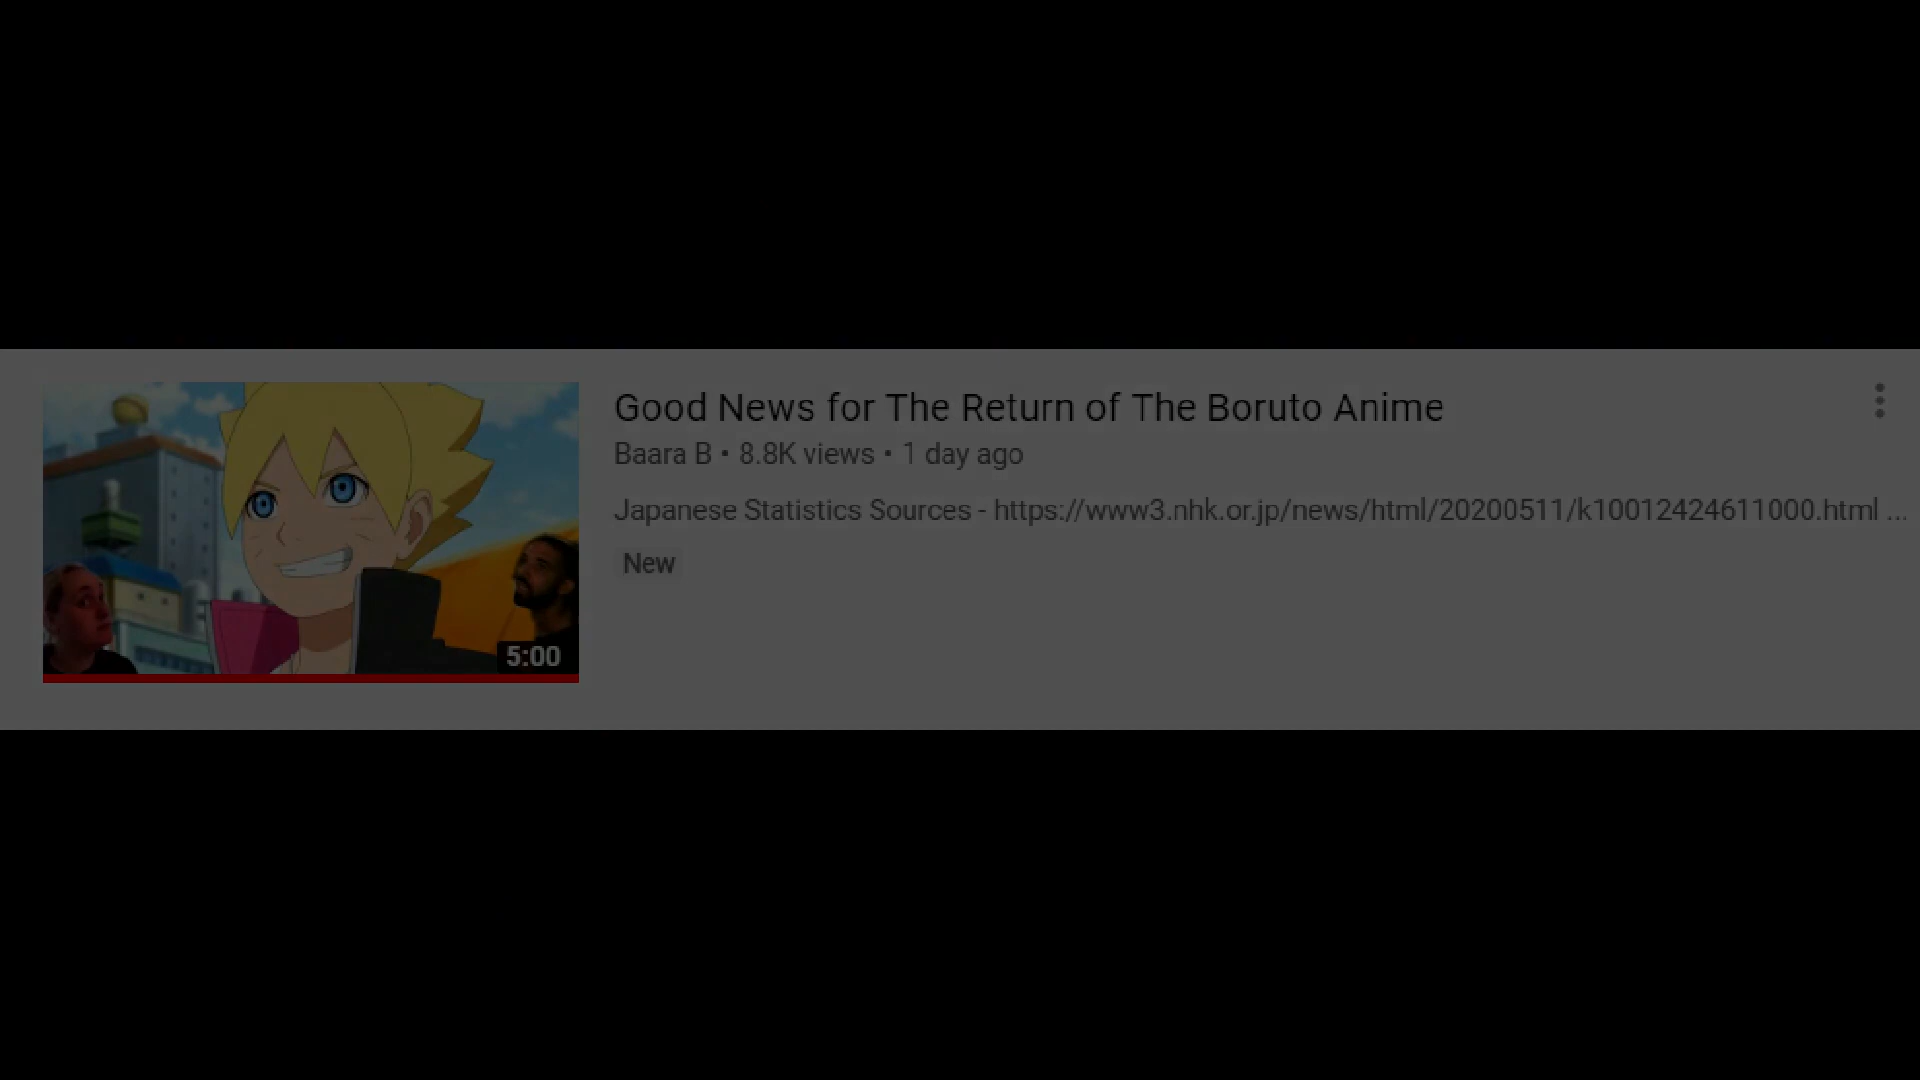 Good News for The Return of The Boruto Anime
Baara B • 8.8K views • 1 day ago
Japanese Statistics Sources - https://www3.nhk.or.jp/news/html/20200511/k10012424611000.html ...
New
5:00